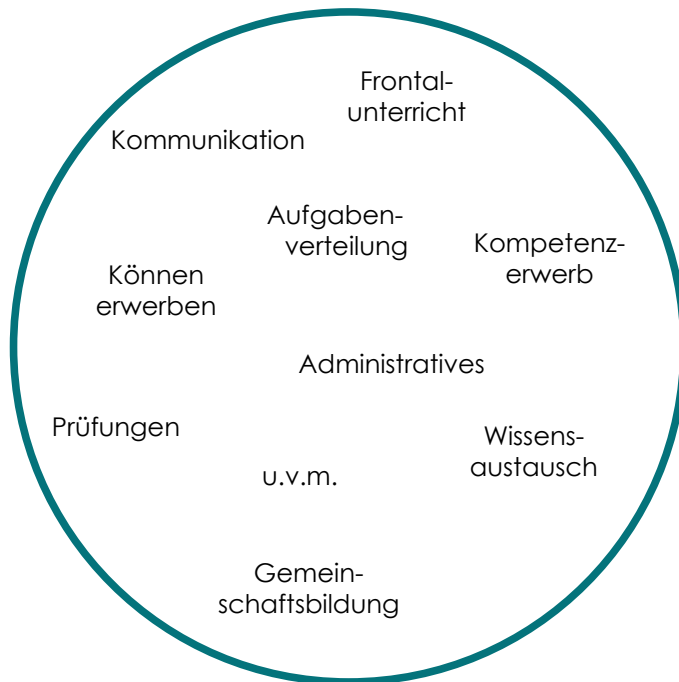 Frontal-
unterricht
Kommunikation
Aufgaben-
verteilung
Kompetenz-
erwerb
Können
erwerben
Administratives
Prüfungen
Wissens-
austausch
u.v.m.
Gemein-
schaftsbildung